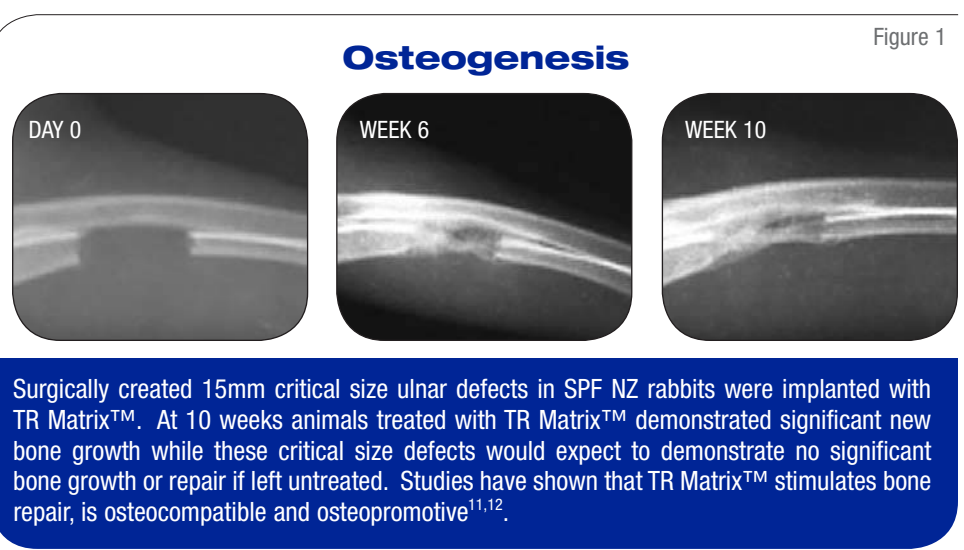 Figure 1
Osteogenesis
DAY 0
WEEK 6
WEEK 10
Surgically created 15mm critical size ulnar defects in SPF NZ rabbits were implanted with
TR Matrix™. At 10 weeks animals treated with TR Matrix™ demonstrated significant new
bone growth while these critical size defects would expect to demonstrate no significant
bone growth or repair if left untreated. Studies have shown that TR Matrix™ stimulates bone
repair, is osteocompatible and osteopromotive11,12.